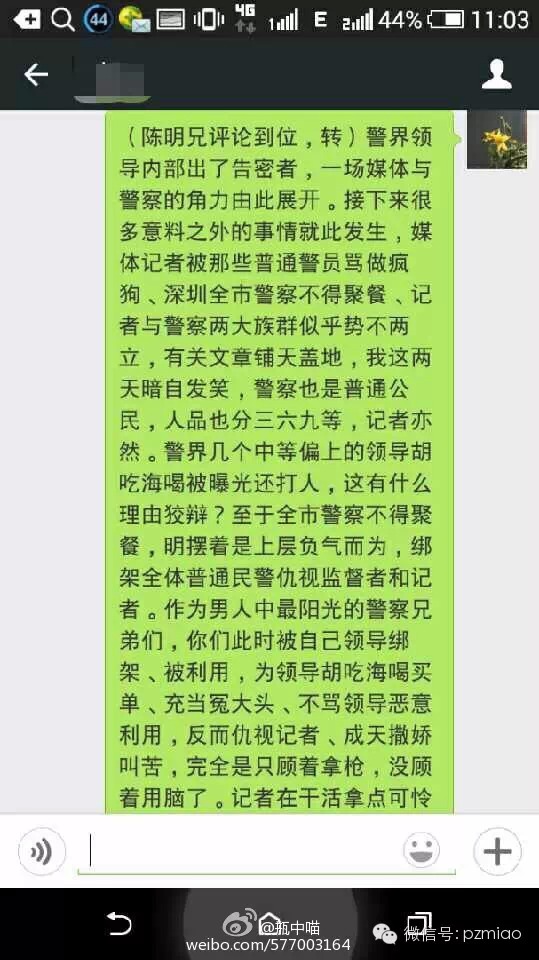 44
4G
E
44%
11:03
（陈明兄评论到位，转）警界领
导内部出了告密者，一场媒体与
警察的角力由此展开。接下来很
多意料之外的事情就此发生，媒
体记者被那些普通警员骂做疯
狗、深圳全市警察不得聚餐、记
者与警察两大族群似乎势不两
立，有关文章铺天盖地，我这两
天暗自发笑，警察也是普通公
民，人品也分三六九等，记者亦
然。警界几个中等偏上的领导胡
吃海喝被曝光还打人，这有什么
理由狡辩？至于全市警察不得聚
餐，明摆着是上层负气而为，绑
架全体普通民警仇视监督者和记
者。作为男人中最阳光的警察兄
弟们，你们此时被自己领导绑
架、被利用，为领导胡吃海喝买
单、充当冤大头、不骂领导恶意
利用，反而仇视记者、成天撒娇
叫苦，完全是只顾着拿枪，没顾
着用脑了。记者在干活拿点可怜
@瓶中喵
weibo.com/577003164
微信号: pzmiao